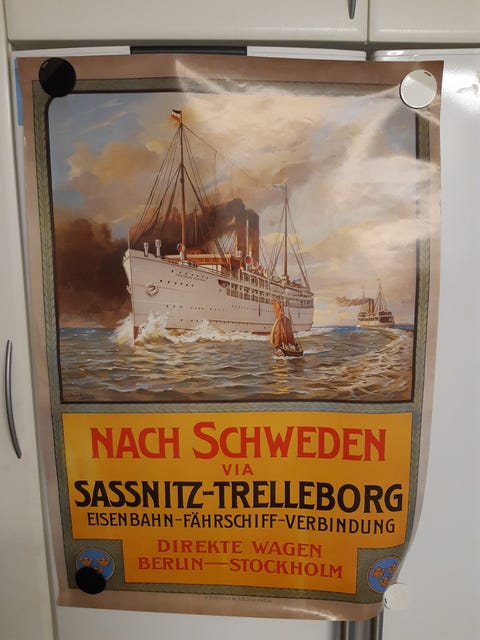 NACH SCHWEDEN
VIA
SASSNITZ-TRELLEBORG
EISENBAHN-FÄHRSCHIFF-VERBINDUNG
DIREKTE WAGEN
BERLIN—STOCKHOLM